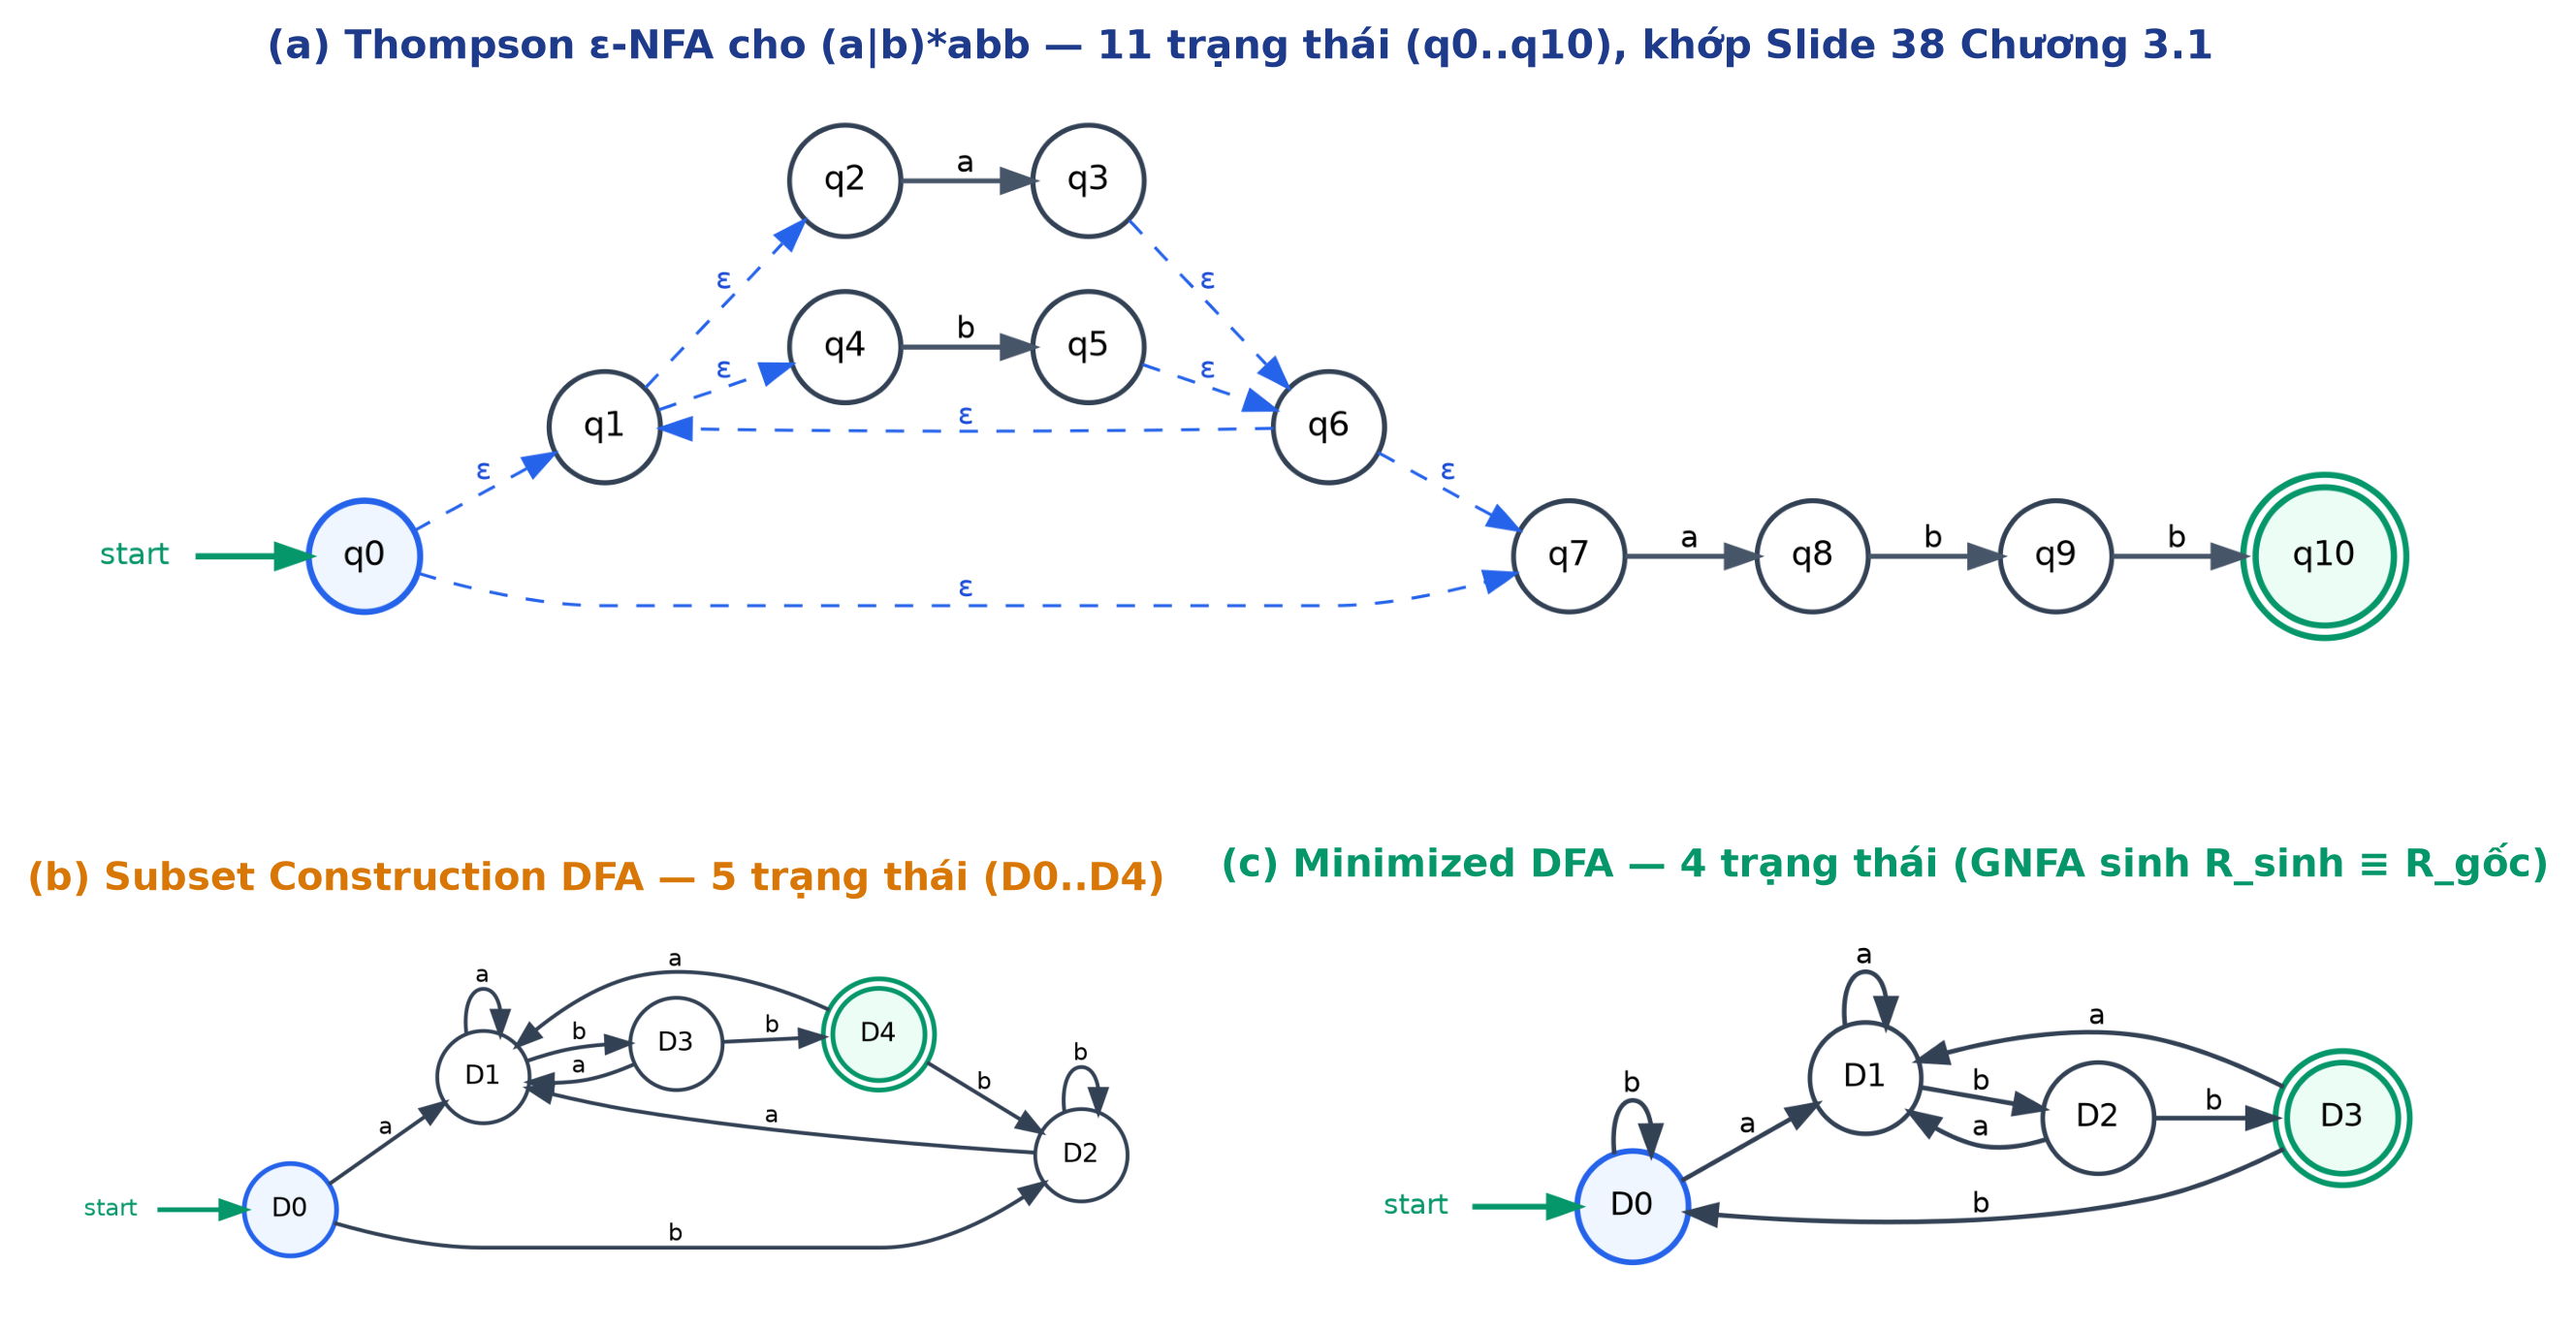 (a) Thompson ε-NFA cho (a|b)*abb — 11 trạng thái (q0..q10), khớp Slide 38 Chương 3.1
q2 a q3
ε ε
q4 b q5
ε ε
q1 ε q6
ε ε
start q0 q7 a q8 b q9 b q10
ε
(b) Subset Construction DFA — 5 trạng thái (D0..D4)
a
a
D1 b D3 b D4
a
b
b
a
a
D2
start D0
b
(c) Minimized DFA — 4 trạng thái (GNFA sinh R_sinh ≡ R_gốc)
a
a
D1 b D2 b D3
a
b
a
start D0
b